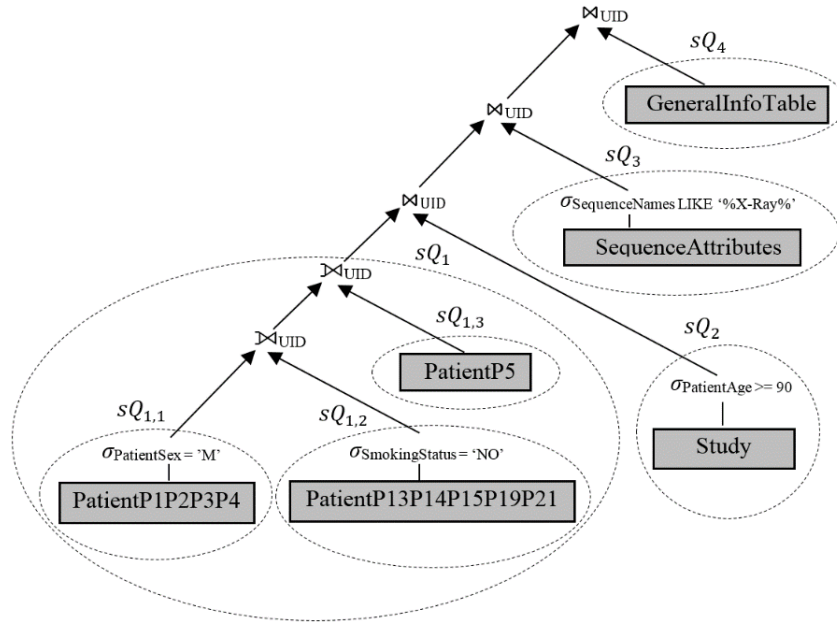 ⋈UID
sQ4
GeneralInfoTable
⋈UID
sQ3
σSequenceNames LIKE ‘%X-Ray%’
SequenceAttributes
⋈UID
sQ1
⟕UID
sQ2
sQ1,3
⟕UID
PatientP5
σPatientAge >= 90
sQ1,1
sQ1,2
Study
σPatientSex = ’M’
σSmokingStatus = ‘NO’
PatientP1P2P3P4
PatientP13P14P15P19P21